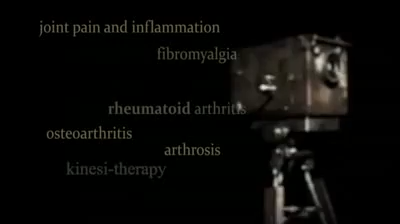 joint pain and inflammation
fibromyalgia
rheumatoid arthritis
osteoarthritis
arthrosis
kinesi-therapy